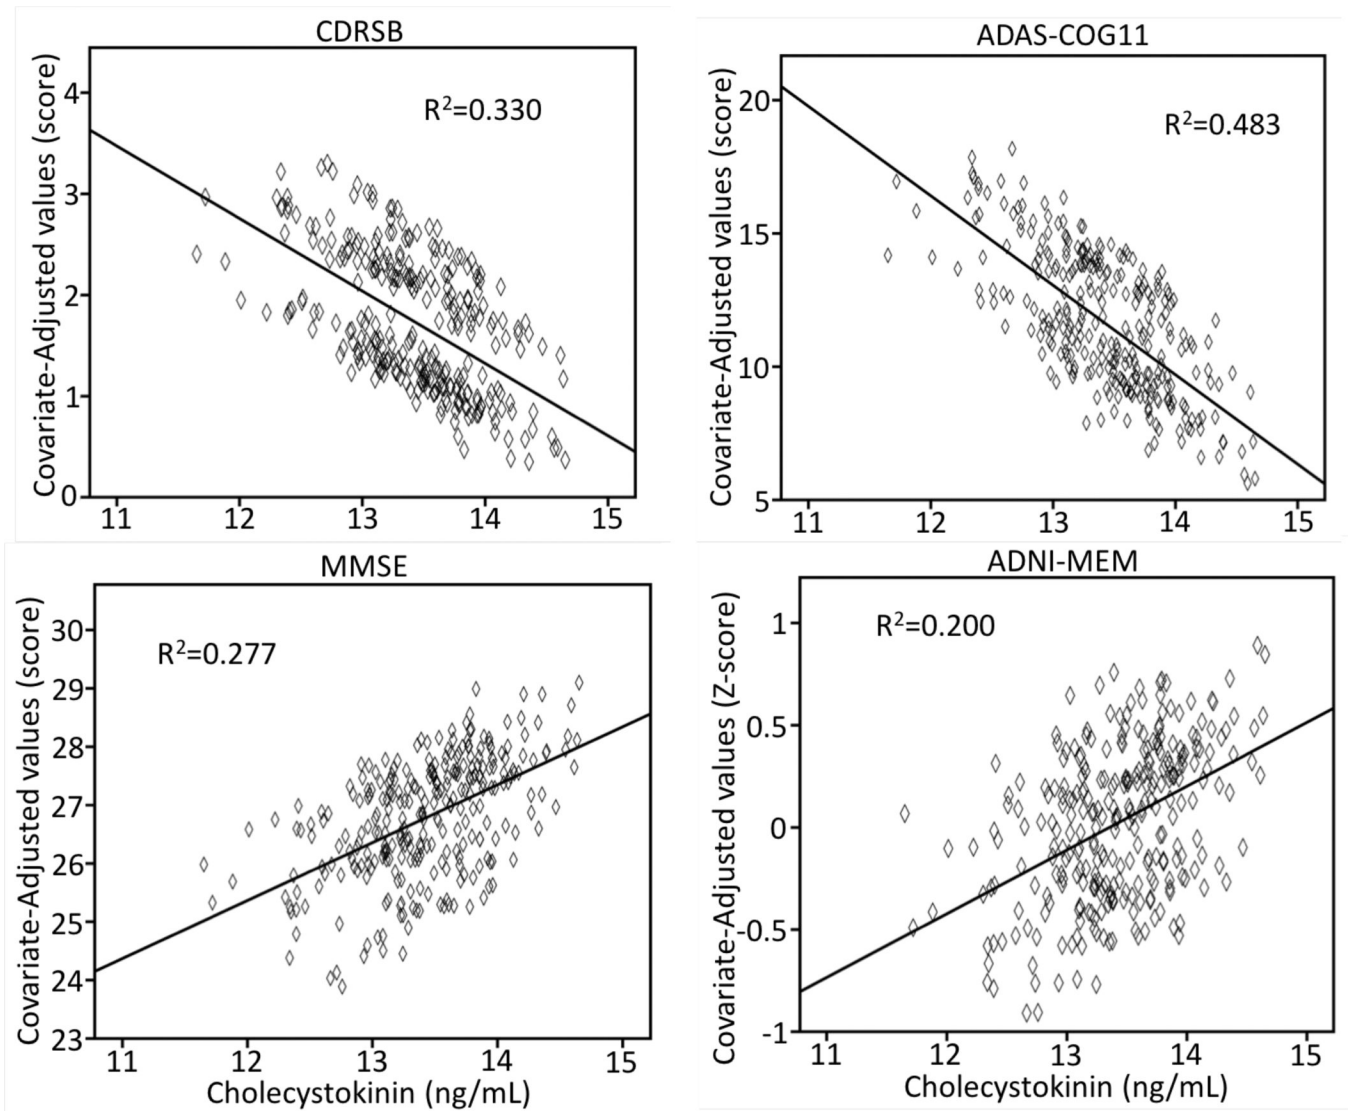 CDRSB
Covariate-Adjusted values (score)
4
3
2
1
0
R²=0.330
11 12 13 14 15
ADAS-COG11
Covariate-Adjusted values (score)
20
15
10
5
R²=0.483
11 12 13 14 15
MMSE
Covariate-Adjusted values (score)
30
29
28
27
26
25
24
23
R²=0.277
11 12 13 14 15
Cholecystokinin (ng/mL)
ADNI-MEM
Covariate-Adjusted values (Z-score)
1
0.5
0
-0.5
-1
R²=0.200
11 12 13 14 15
Cholecystokinin (ng/mL)